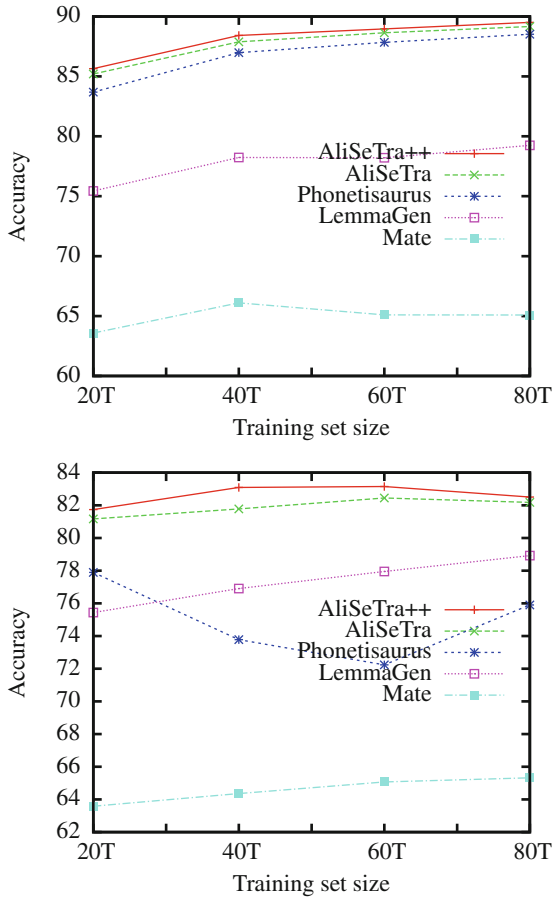 90
85
80
75
70
65
60
Accuracy
AliSeTra++
AliSeTra
Phonetisaurus
LemmaGen
Mate
20T 40T 60T 80T
Training set size
84
82
80
78
76
74
72
70
68
66
64
62
Accuracy
AliSeTra++
AliSeTra
Phonetisaurus
LemmaGen
Mate
20T 40T 60T 80T
Training set size